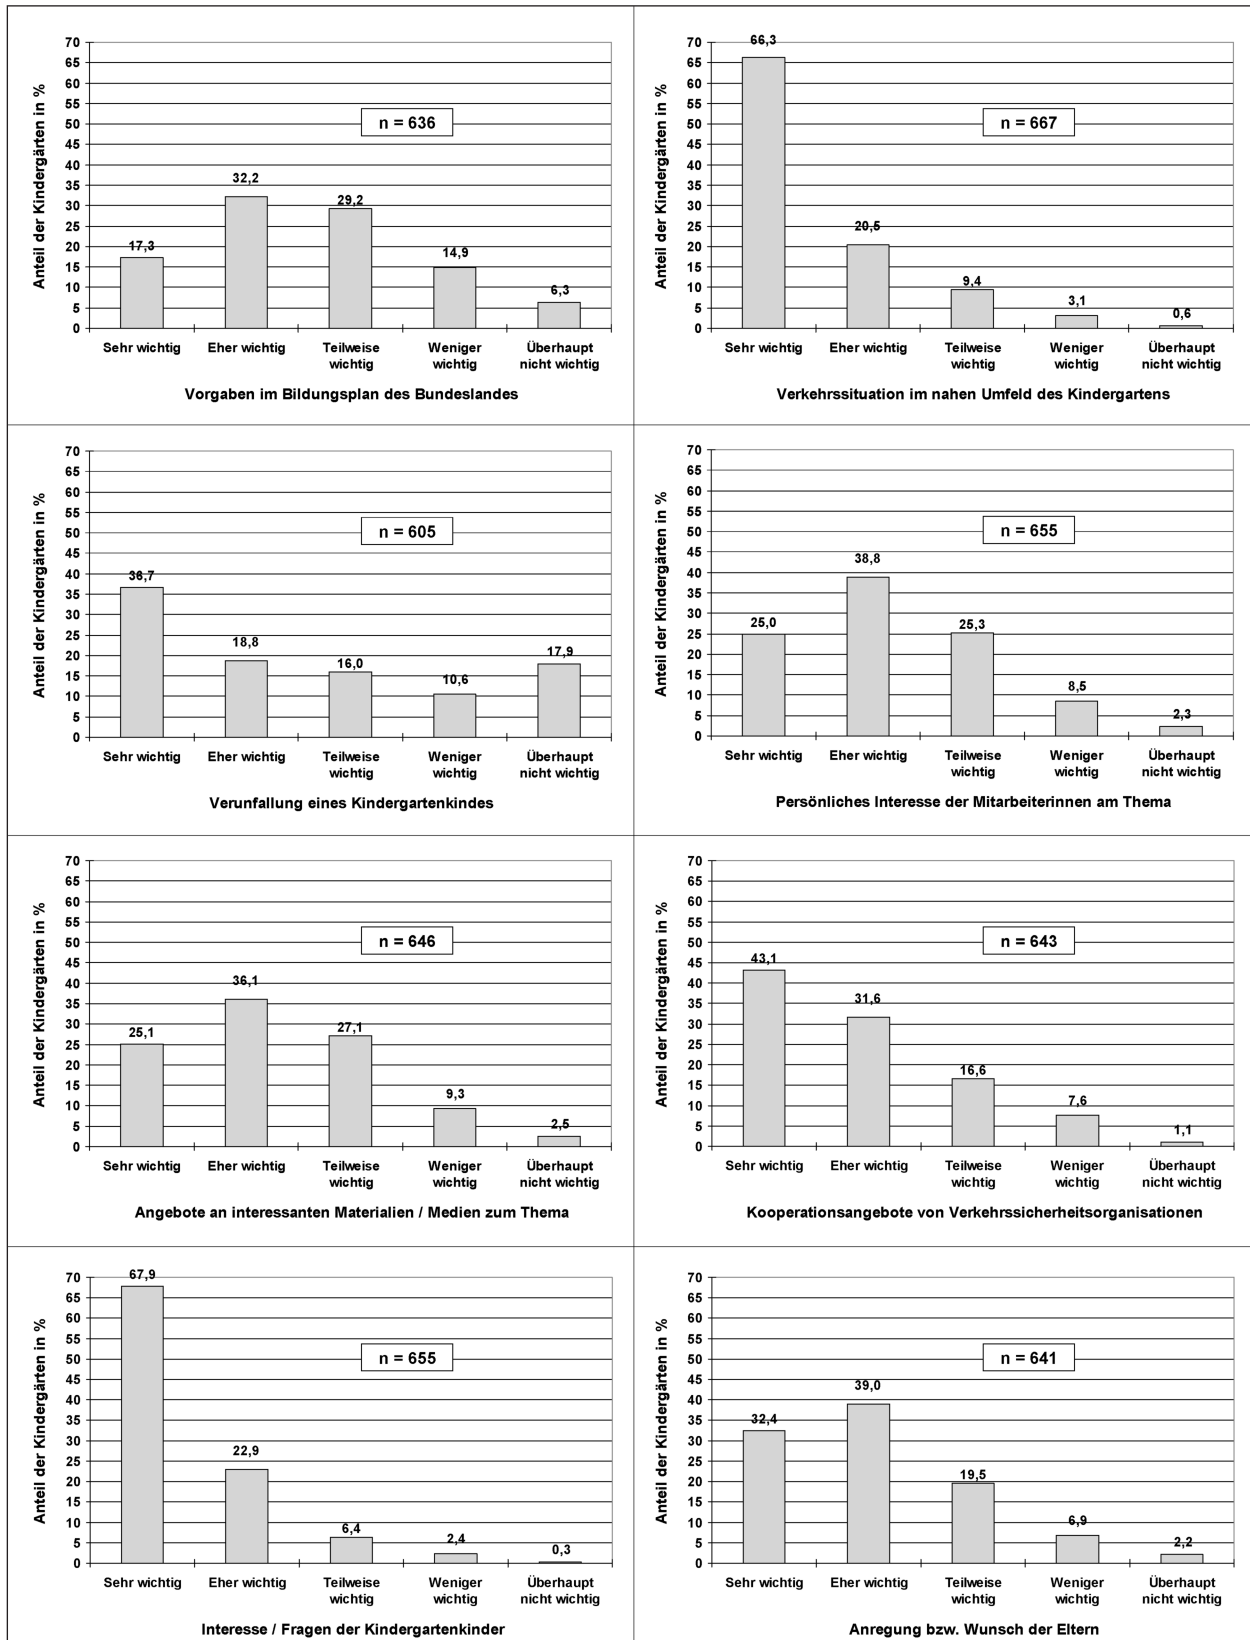 Anteil der Kindergärten in %
70
65
60
55
50
45
40
35
30
25
20
15
10
5
0
n = 636
17,3
32,2
29,2
14,9
6,3
Sehr wichtig
Eher wichtig
Teilweise
wichtig
Weniger
wichtig
Überhaupt
nicht wichtig
Vorgaben im Bildungsplan des Bundeslandes
Anteil der Kindergärten in %
70
65
60
55
50
45
40
35
30
25
20
15
10
5
0
n = 667
66,3
20,5
9,4
3,1
0,6
Sehr wichtig
Eher wichtig
Teilweise
wichtig
Weniger
wichtig
Überhaupt
nicht wichtig
Verkehrssituation im nahen Umfeld des Kindergartens
Anteil der Kindergärten in %
70
65
60
55
50
45
40
35
30
25
20
15
10
5
0
n = 605
36,7
18,8
16,0
10,6
17,9
Sehr wichtig
Eher wichtig
Teilweise
wichtig
Weniger
wichtig
Überhaupt
nicht wichtig
Verunfallung eines Kindergartenkindes
Anteil der Kindergärten in %
70
65
60
55
50
45
40
35
30
25
20
15
10
5
0
n = 655
25,0
38,8
25,3
8,5
2,3
Sehr wichtig
Eher wichtig
Teilweise
wichtig
Weniger
wichtig
Überhaupt
nicht wichtig
Persönliches Interesse der Mitarbeiterinnen am Thema
Anteil der Kindergärten in %
70
65
60
55
50
45
40
35
30
25
20
15
10
5
0
n = 646
25,1
36,1
27,1
9,3
2,5
Sehr wichtig
Eher wichtig
Teilweise
wichtig
Weniger
wichtig
Überhaupt
nicht wichtig
Angebote an interessanten Materialien / Medien zum Thema
Anteil der Kindergärten in %
70
65
60
55
50
45
40
35
30
25
20
15
10
5
0
n = 643
43,1
31,6
16,6
7,6
1,1
Sehr wichtig
Eher wichtig
Teilweise
wichtig
Weniger
wichtig
Überhaupt
nicht wichtig
Kooperationsangebote von Verkehrssicherheitsorganisationen
Anteil der Kindergärten in %
70
65
60
55
50
45
40
35
30
25
20
15
10
5
0
n = 655
67,9
22,9
6,4
2,4
0,3
Sehr wichtig
Eher wichtig
Teilweise
wichtig
Weniger
wichtig
Überhaupt
nicht wichtig
Interesse / Fragen der Kindergartenkinder
Anteil der Kindergärten in %
70
65
60
55
50
45
40
35
30
25
20
15
10
5
0
n = 641
32,4
39,0
19,5
6,9
2,2
Sehr wichtig
Eher wichtig
Teilweise
wichtig
Weniger
wichtig
Überhaupt
nicht wichtig
Anregung bzw. Wunsch der Eltern